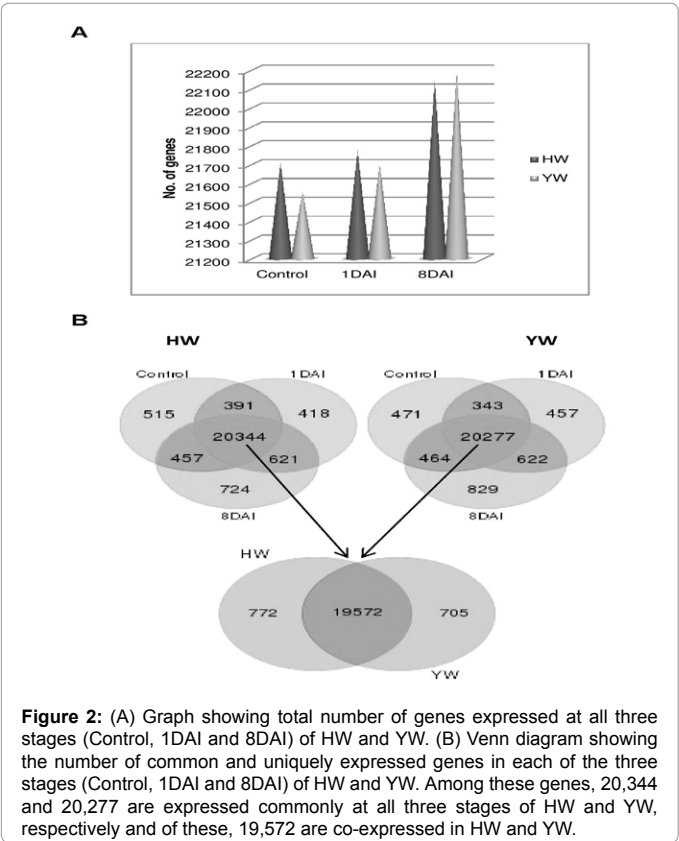 A
22200
22100
22000
21900
21800
21700
21600
21500
21400
21300
21200
No. of genes
Control 1DAI 8DAI
HW
YW
B
HW YW
Control 1DAI Control 1DAI
515 391 418 471 343 457
20344 20277
457 621 464 622
724 829
8DAI 8DAI
HW
772 19572 705
YW
Figure 2: (A) Graph showing total number of genes expressed at all three
stages (Control, 1DAI and 8DAI) of HW and YW. (B) Venn diagram showing
the number of common and uniquely expressed genes in each of the three
stages (Control, 1DAI and 8DAI) of HW and YW. Among these genes, 20,344
and 20,277 are expressed commonly at all three stages of HW and YW,
respectively and of these, 19,572 are co-expressed in HW and YW.